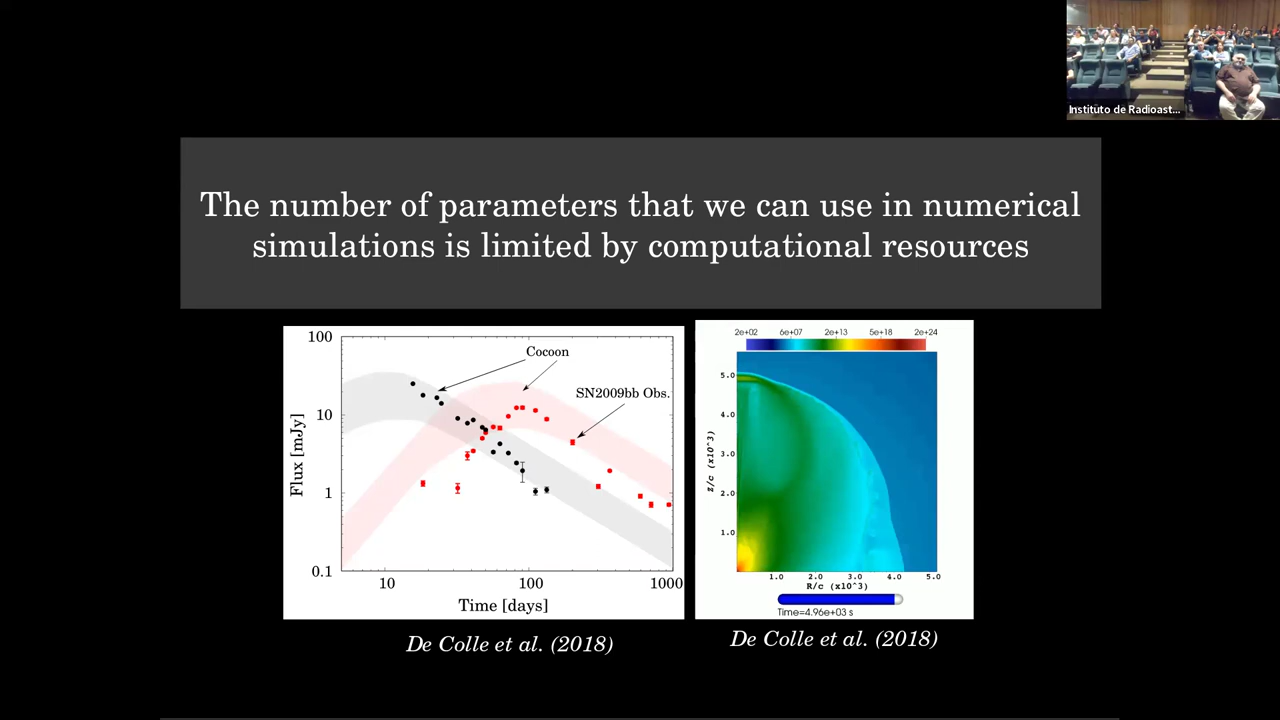 Instituto de Radioast...
The number of parameters that we can use in numerical
simulations is limited by computational resources
100
10
1
0.1
Flux [mJy]
Cocoon
SN2009bb Obs.
10
100
1000
Time [days]
De Colle et al. (2018)
2e+02
6e+07
2e+13
5e+18
2e+24
5.0
4.0
3.0
2.0
1.0
Z/c (x10^3)
1.0
2.0
3.0
4.0
5.0
R/c (x10^3)
Time=4.96e+03 s
De Colle et al. (2018)